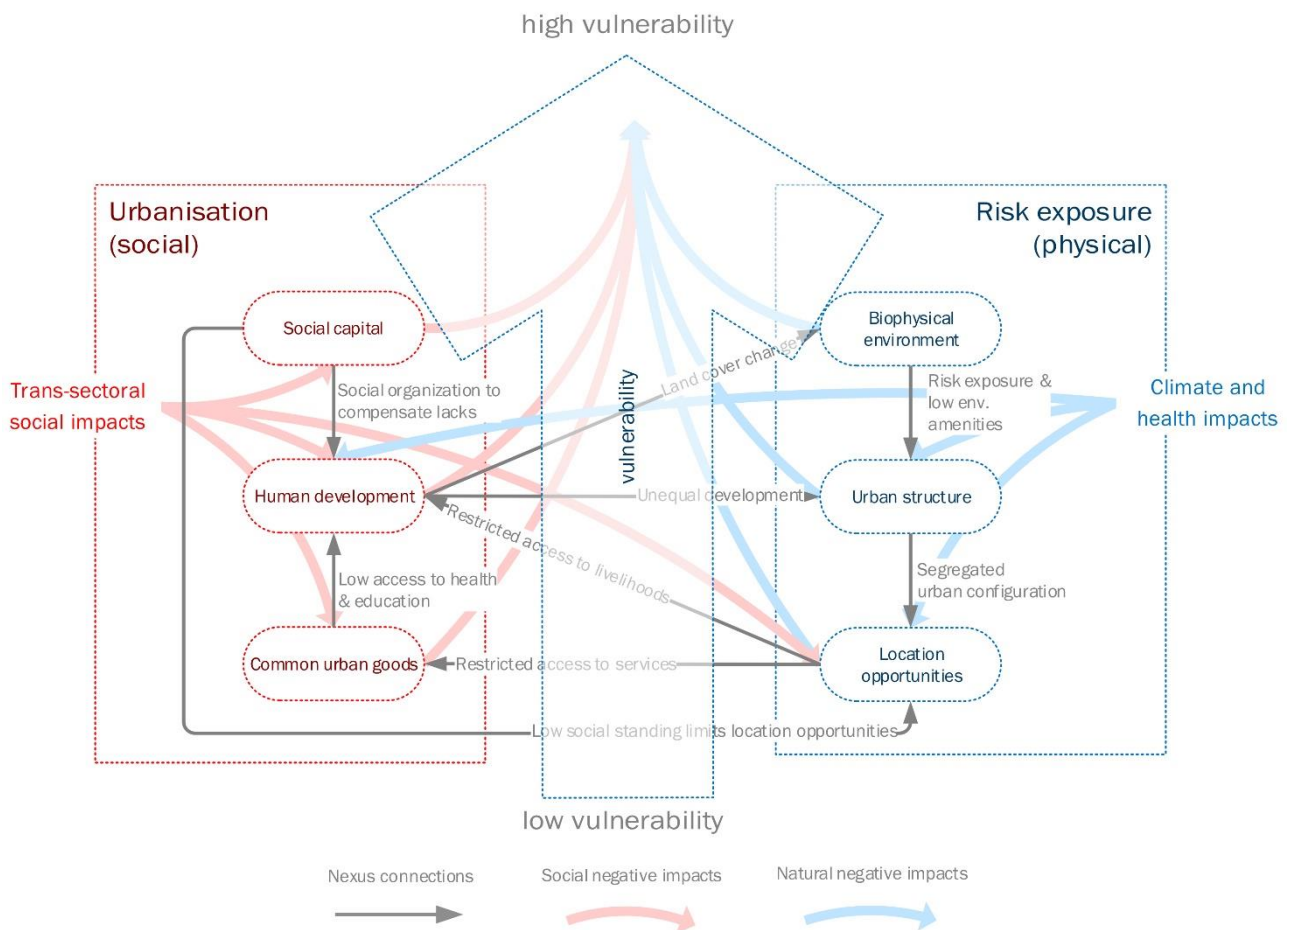 high vulnerability
Urbanisation
(social)
Risk exposure
(physical)
Social capital
Biophysical
environment
Land cover change
Trans-sectoral
social impacts
Social organization to
compensate lacks
vulnerability
Risk exposure &
low env.
amenities
Climate and
health impacts
Human development
Unequal development
Urban structure
Restricted access to livelihoods
Low access to health
& education
Segregated
urban configuration
Common urban goods
Restricted access to services
Location
opportunities
Low social standing limits location opportunities
low vulnerability
Nexus connections
Social negative impacts
Natural negative impacts